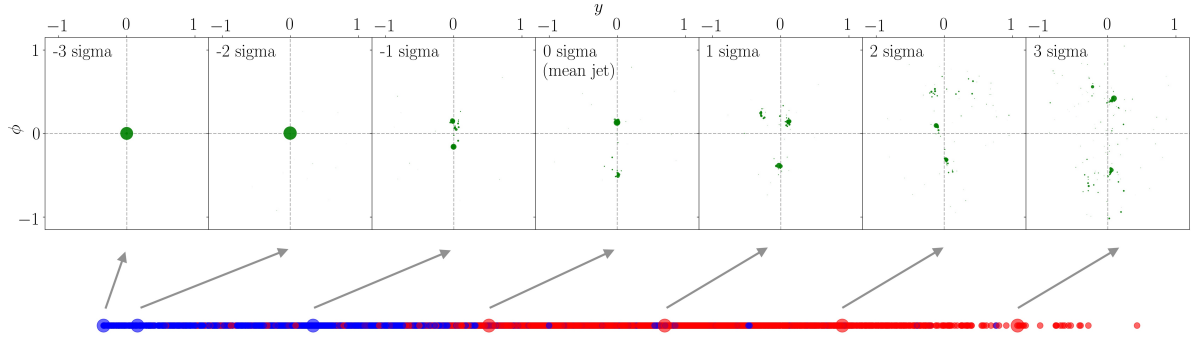 y
−1 0 1 −1 0 1 −1 0 1 −1 0 1 −1 0 1 −1 0 1 −1 0 1
-3 sigma -2 sigma -1 sigma 0 sigma 1 sigma 2 sigma 3 sigma
(mean jet)
1
ϕ
0
−1